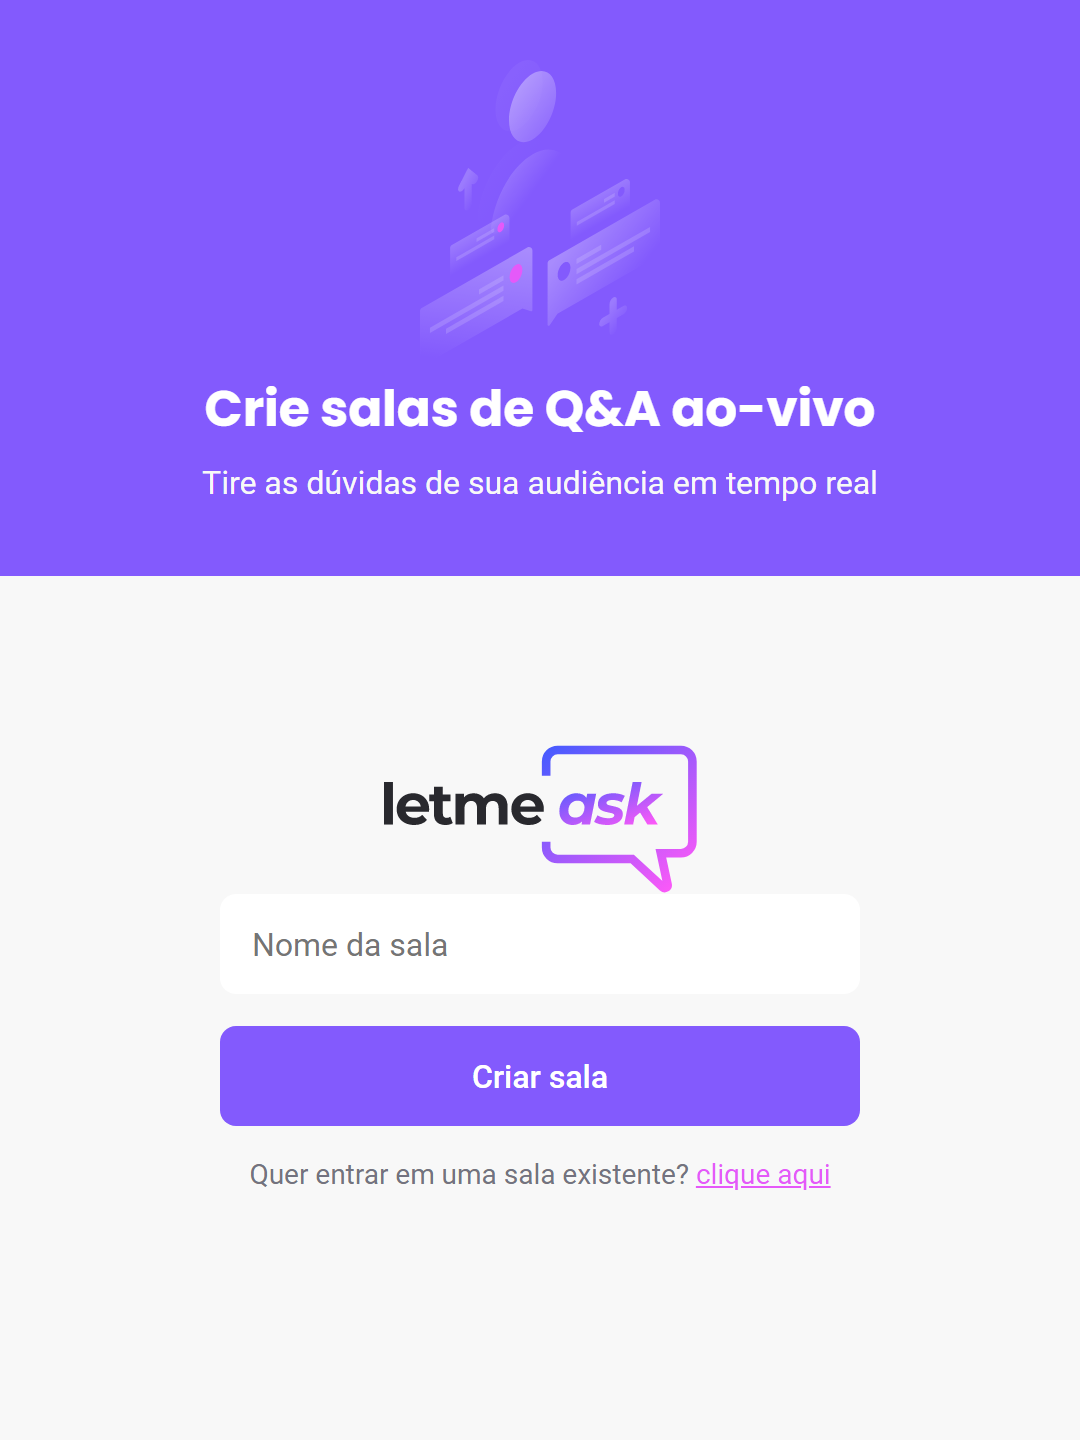 Crie salas de Q&A ao-vivo
Tire as dúvidas de sua audiência em tempo real
letmeask
Nome da sala
Criar sala
Quer entrar em uma sala existente? clique aqui